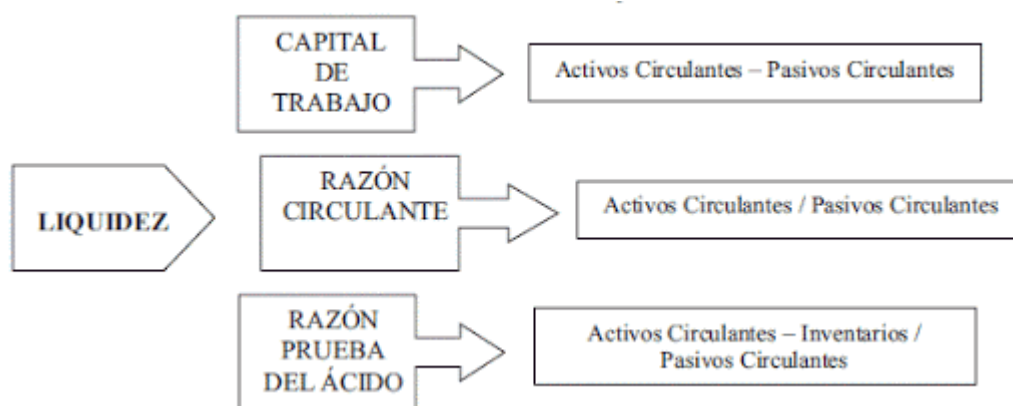 CAPITAL
DE
TRABAJO
Activos Circulantes – Pasivos Circulantes
LIQUIDEZ
RAZÓN
CIRCULANTE
Activos Circulantes / Pasivos Circulantes
RAZÓN
PRUEBA
DEL ÁCIDO
Activos Circulantes – Inventarios /
Pasivos Circulantes